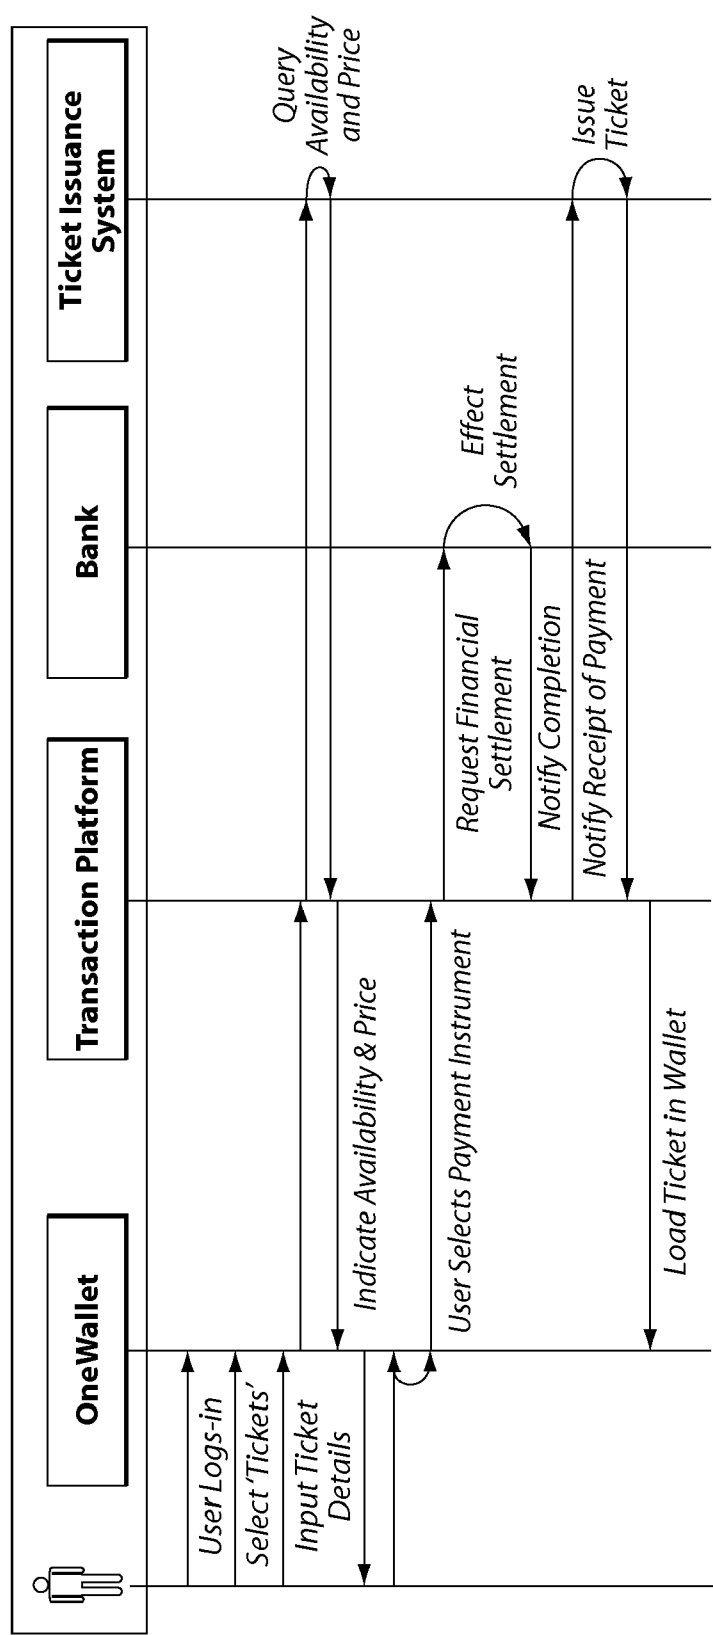 OneWallet
Transaction Platform
Bank
Ticket Issuance
System
User Logs-in
Select ‘Tickets’
Input Ticket
Details
Query
Availability
and Price
Indicate Availability & Price
User Selects Payment Instrument
Request Financial
Settlement
Effect
Settlement
Notify Completion
Notify Receipt of Payment
Issue
Ticket
Load Ticket in Wallet